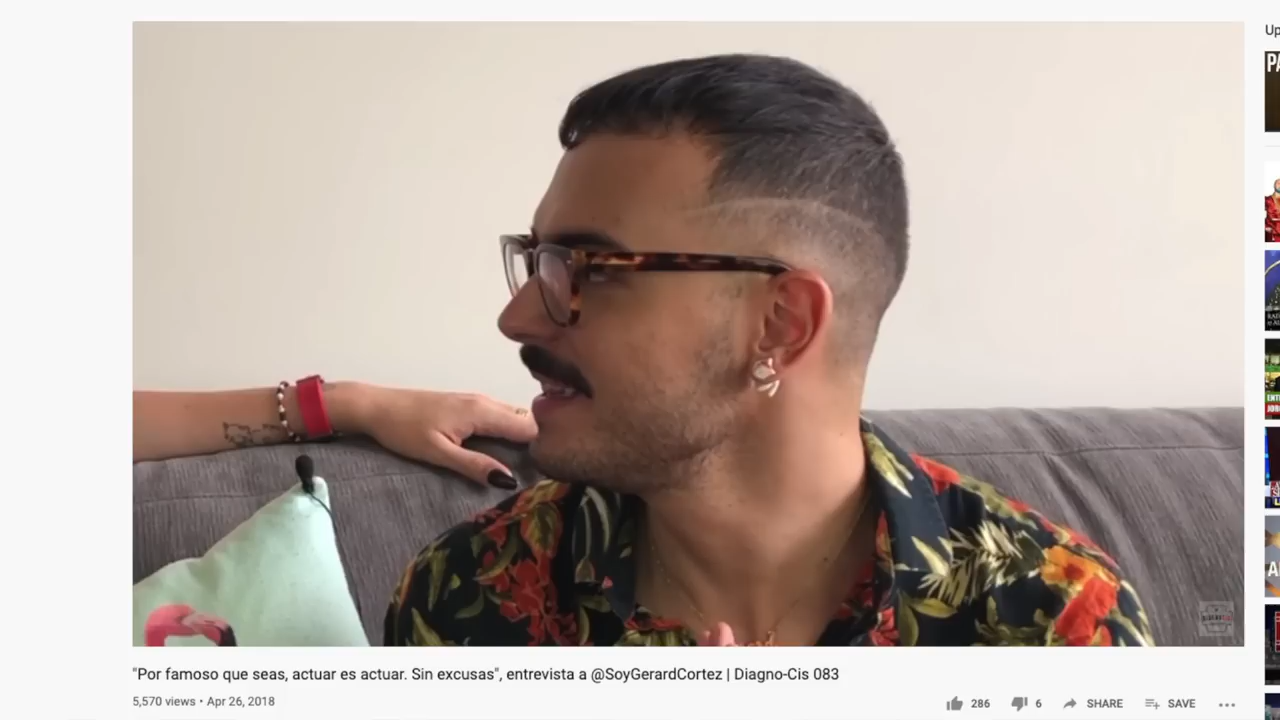 Up
PA
"Por famoso que seas, actuar es actuar. Sin excusas", entrevista a @SoyGerardCortez | Diagno-Cis 083
5,570 views • Apr 26, 2018
286
6
SHARE
SAVE